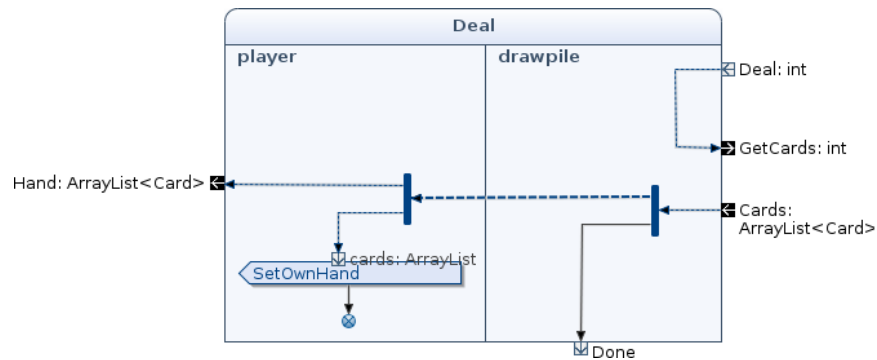 Deal
player
drawpile
Deal: int
GetCards: int
Hand: ArrayList<Card>
Cards:
ArrayList<Card>
cards: ArrayList
SetOwnHand
Done